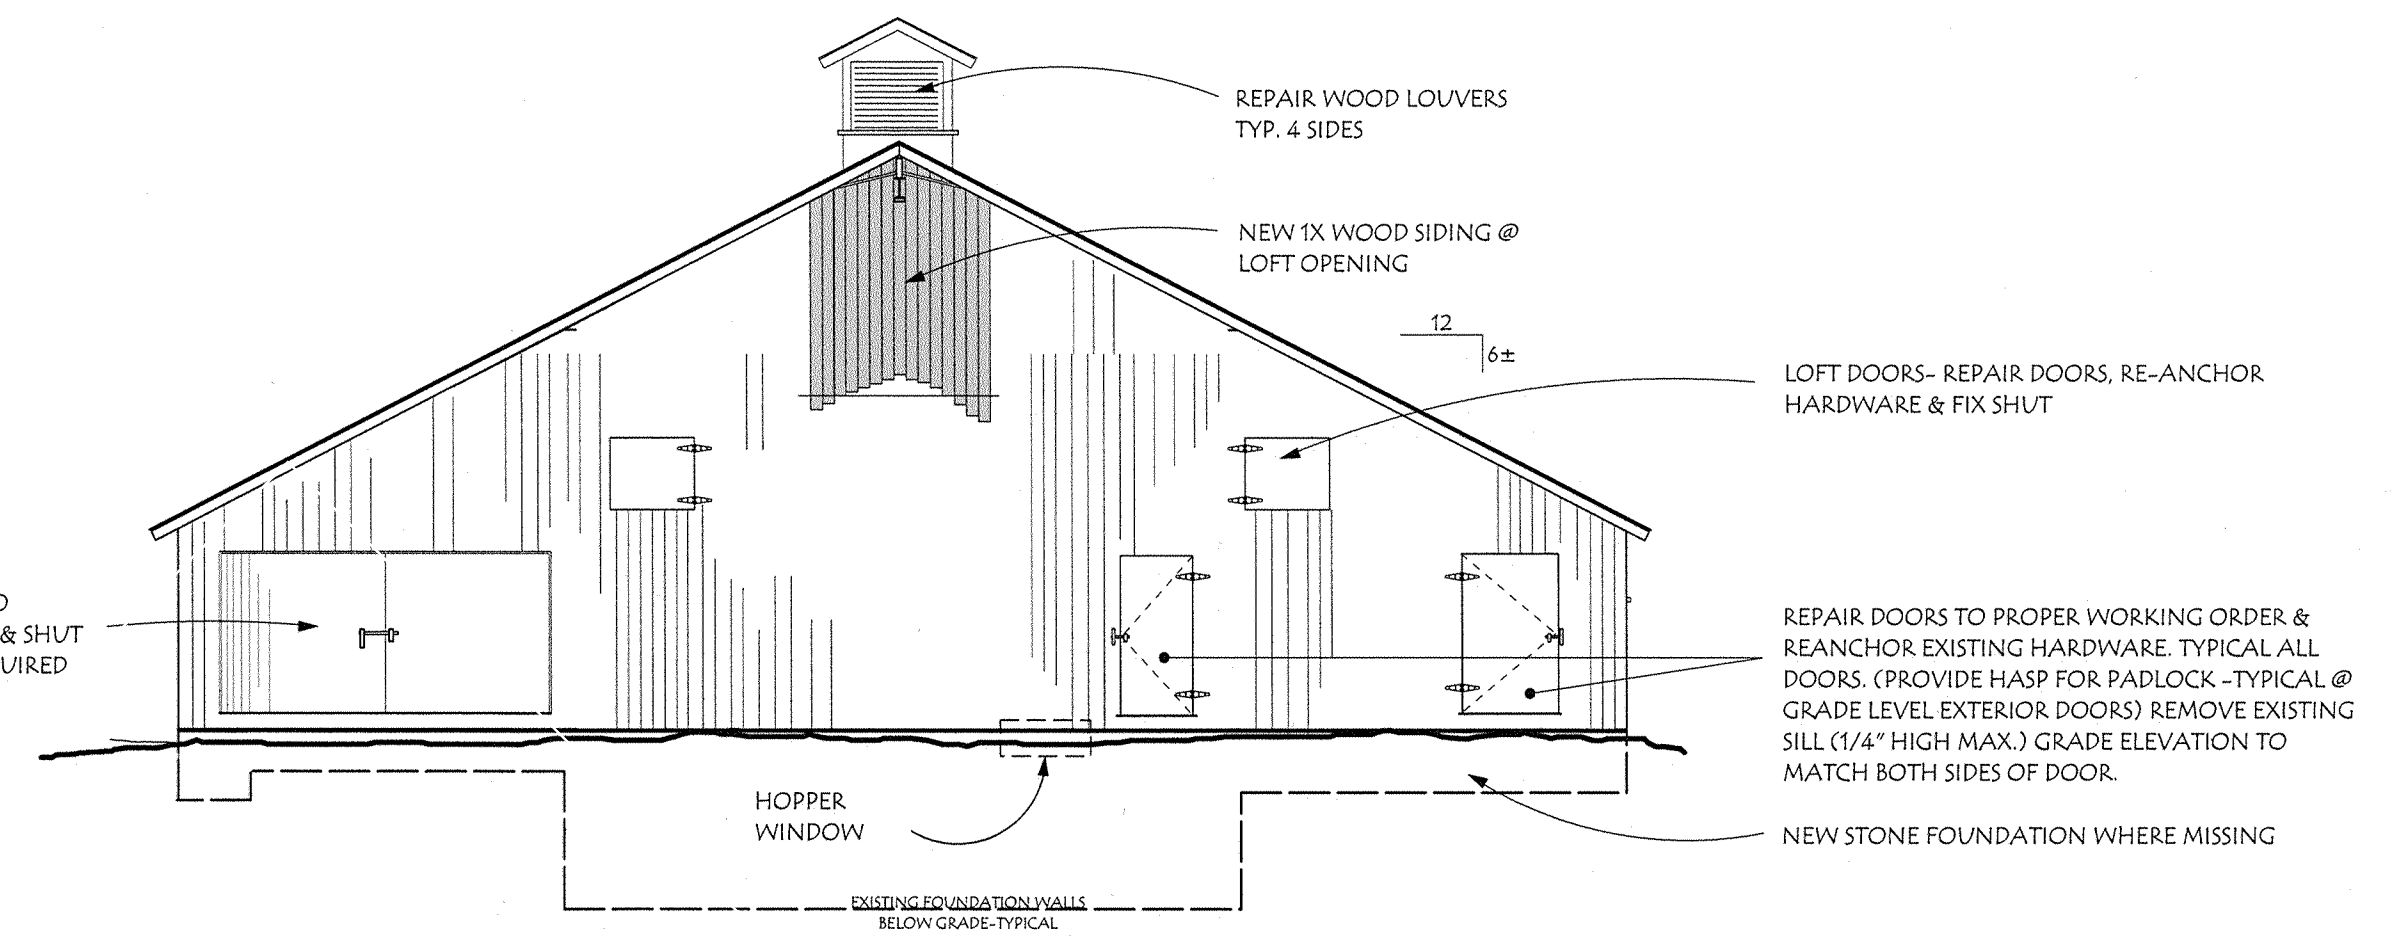 REPAIR WOOD LOUVERS
TYP. 4 SIDES
NEW 1X WOOD SIDING @
LOFT OPENING
12
6±
LOFT DOORS- REPAIR DOORS, RE-ANCHOR
HARDWARE & FIX SHUT
& SHUT
UIRED
REPAIR DOORS TO PROPER WORKING ORDER &
REANCHOR EXISTING HARDWARE. TYPICAL ALL
DOORS. (PROVIDE HASP FOR PADLOCK -TYPICAL @
GRADE LEVEL EXTERIOR DOORS) REMOVE EXISTING
SILL (1/4" HIGH MAX.) GRADE ELEVATION TO
MATCH BOTH SIDES OF DOOR.
HOPPER
WINDOW
NEW STONE FOUNDATION WHERE MISSING
EXISTING FOUNDATION WALLS
BELOW GRADE-TYPICAL